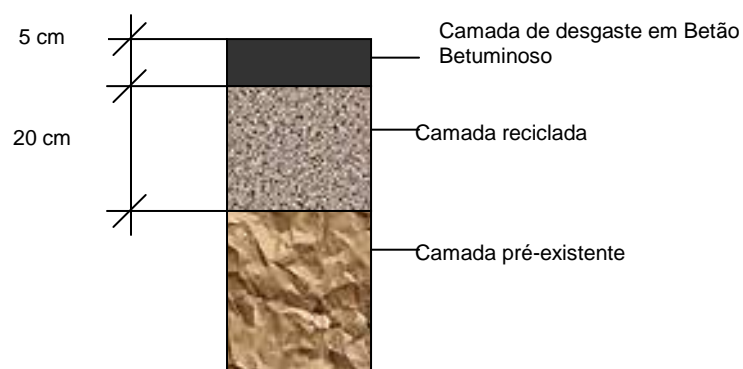 5 cm
Camada de desgaste em Betão
Betuminoso
20 cm
Camada reciclada
Camada pré-existente